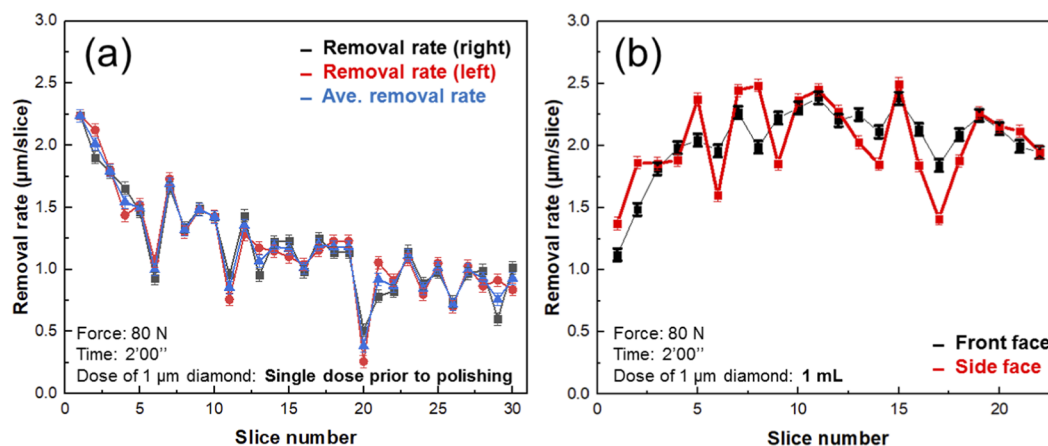 (a)
Removal rate (right)
Removal rate (left)
Ave. removal rate
Removal rate (μm/slice)
3.0
2.5
2.0
1.5
1.0
0.5
0.0
Force: 80 N
Time: 2’00’’
Dose of 1 μm diamond: Single dose prior to polishing
0 5 10 15 20 25 30
Slice number
(b)
Removal rate (μm/slice)
3.0
2.5
2.0
1.5
1.0
0.5
0.0
Front face
Side face
Force: 80 N
Time: 2’00’’
Dose of 1 μm diamond: 1 mL
0 5 10 15 20
Slice number